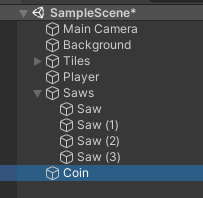 SampleScene*
Main Camera
Background
Tiles
Player
Saws
Saw
Saw (1)
Saw (2)
Saw (3)
Coin